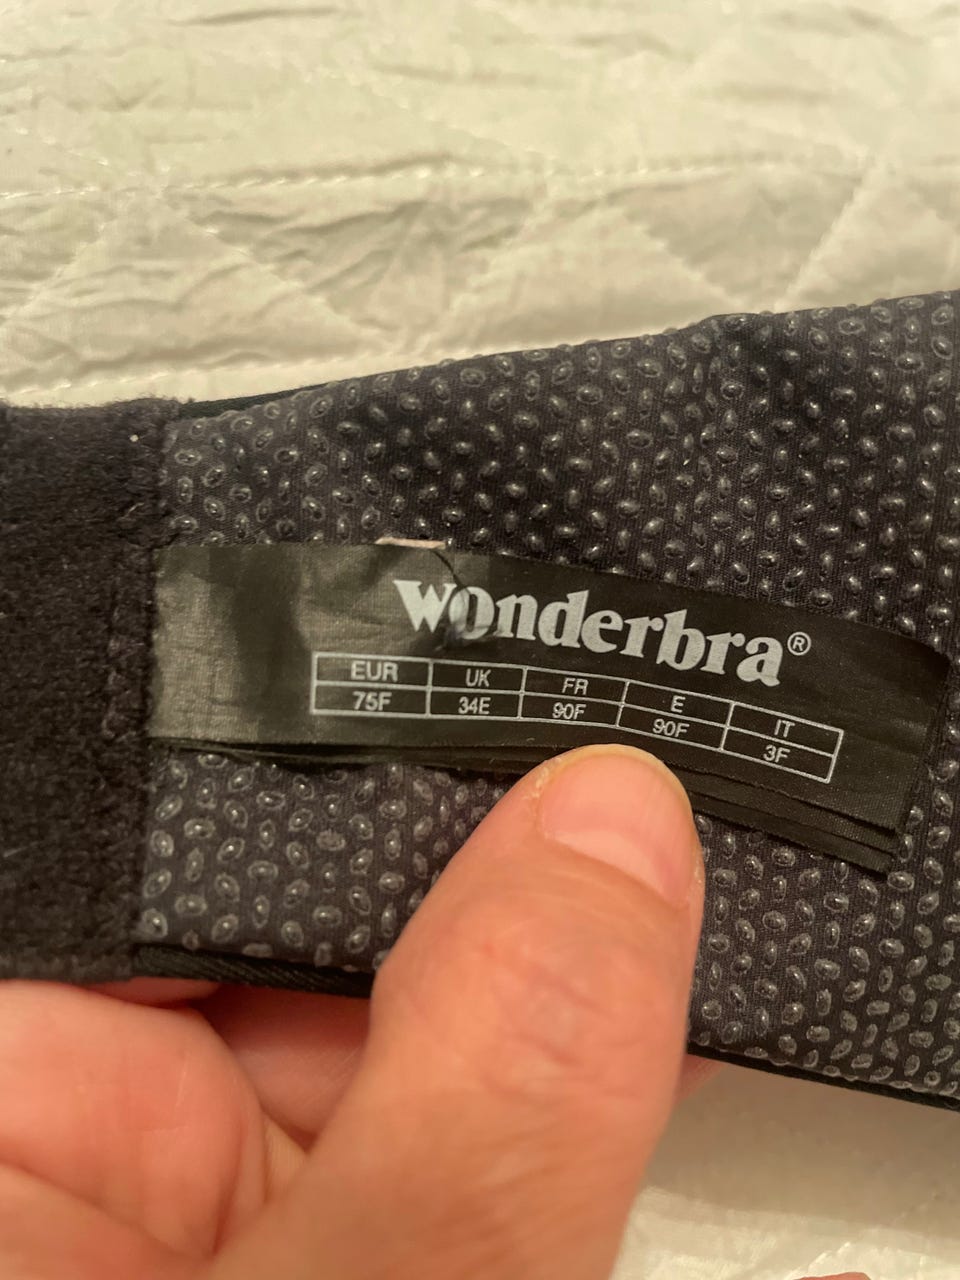 wonderbra®
EUR UK FR E IT
75F 34E 90F 90F 3F